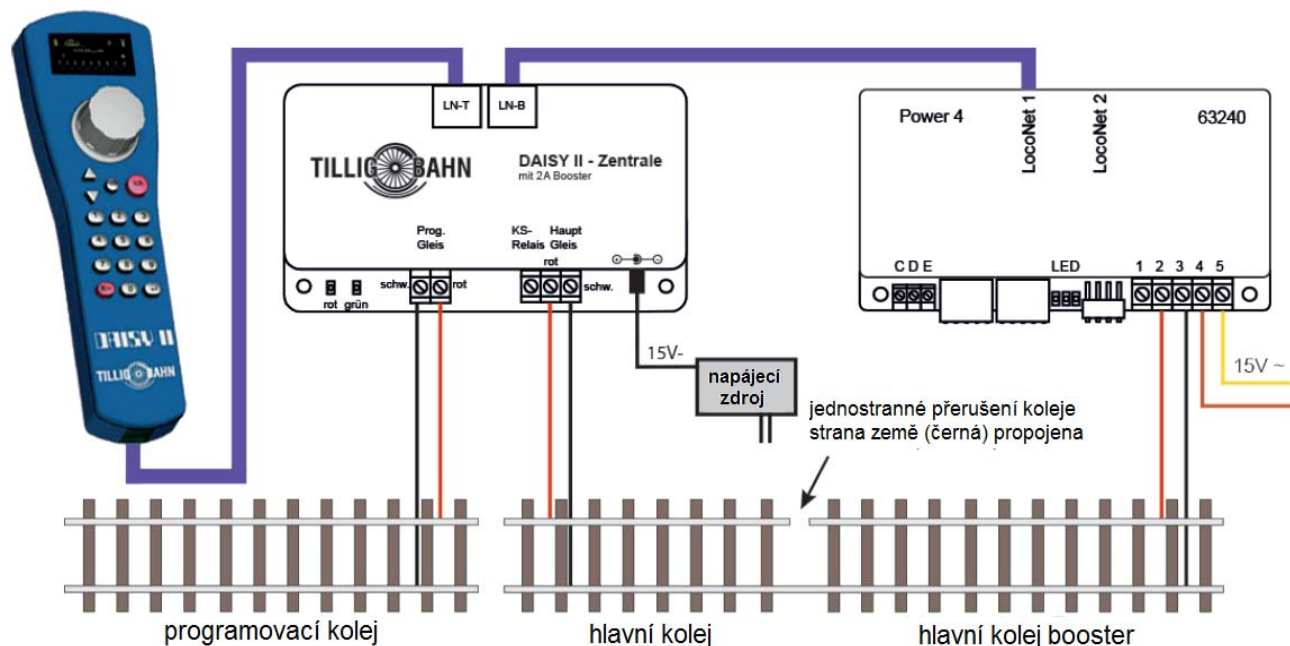 LN-T
LN-B
TILLIG BAHN
DAISY II - Zentrale
mit 2A Booster
Prog.
Gleis
KS-
Relais
Haupt
Gleis
rot
schw.
rot
schw.
rot
grün
Power 4
LocoNet 1
LocoNet 2
63240
C D E
LED
1 2 3 4 5
15V-
napájecí
zdroj
15V ~
jednostranné přerušení koleje
strana země (černá) propojena
DAISY II
TILLIG BAHN
programovací kolej
hlavní kolej
hlavní kolej booster